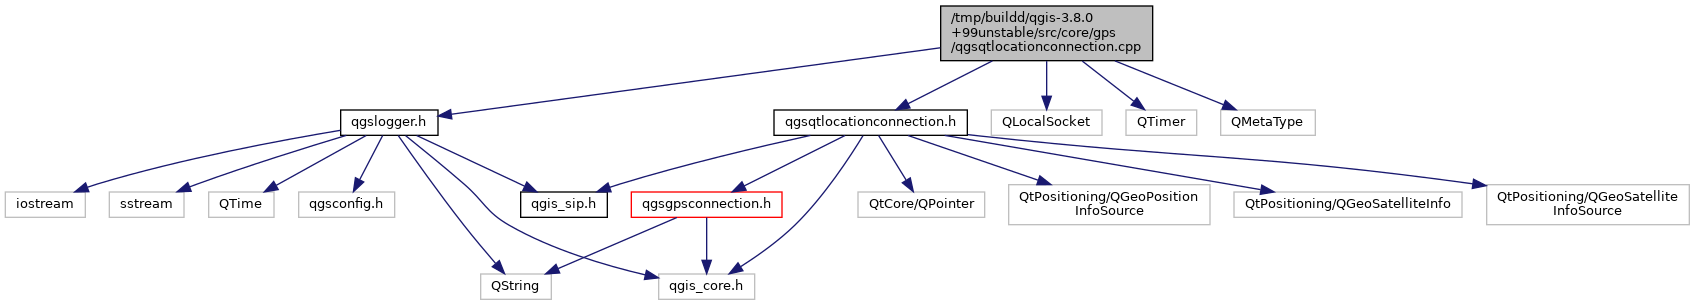 /tmp/buildd/qgis-3.8.0
+99unstable/src/core/gps
/qgsqtlocationconnection.cpp
qgslogger.h
qgsqtlocationconnection.h
QLocalSocket
QTimer
QMetaType
iostream
sstream
QTime
qgsconfig.h
qgis_sip.h
qgsgpsconnection.h
QtCore/QPointer
QtPositioning/QGeoPosition
InfoSource
QtPositioning/QGeoSatelliteInfo
QtPositioning/QGeoSatellite
InfoSource
QString
qgis_core.h